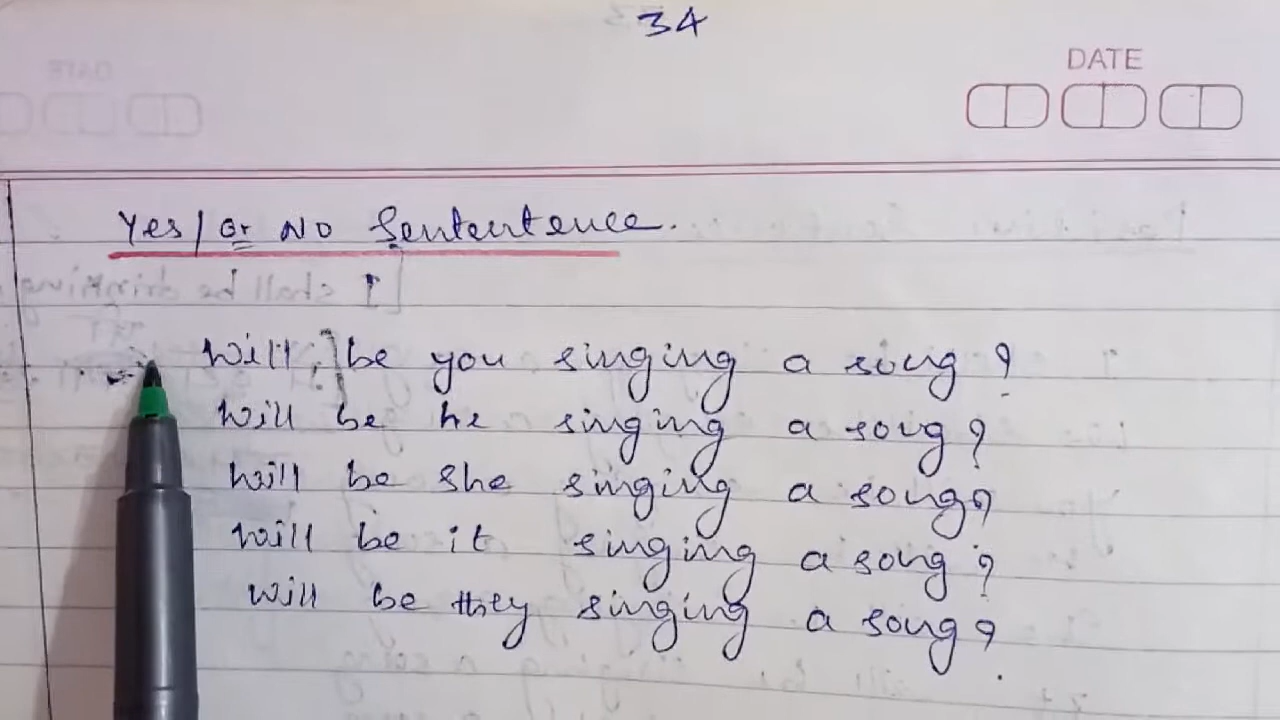 34
DATE
Yes/ or No Sententence.
Will be you singing a song?
Will be he singing a song?
Will be she singing a song?
Will be it singing a song?
Will be they singing a song?